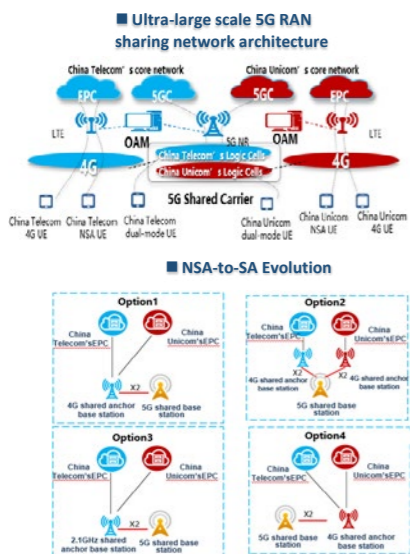 Ultra-large scale 5G RAN
sharing network architecture
China Telecom' s core network
China Unicom' s core network
EPC
5GC
5GC
EPC
LTE
OAM
5G NR
OAM
LTE
4G
China Telecom' s Logic Cells
China Unicom' s Logic Cells
4G
5G Shared Carrier
China Telecom
4G UE
China Telecom
NSA UE
China Telecom
dual-mode UE
China Unicom
dual-mode UE
China Unicom
NSA UE
China Unicom
4G UE
NSA-to-SA Evolution
Option1
China
Telecom'sEPC
China
Unicom'sEPC
X2
4G shared anchor
base station
5G shared base
station
Option2
China
Telecom'sEPC
China
Unicom'sEPC
X2
X2
4G shared anchor
base station
4G shared anchor
base station
5G shared base
station
Option3
China
Telecom'sEPC
China
Unicom'sEPC
X2
2.1GHz shared
anchor base station
5G shared base
station
Option4
China
Telecom'sEPC
China
Unicom'sEPC
X2
5G shared base
station
4G shared anchor
base station